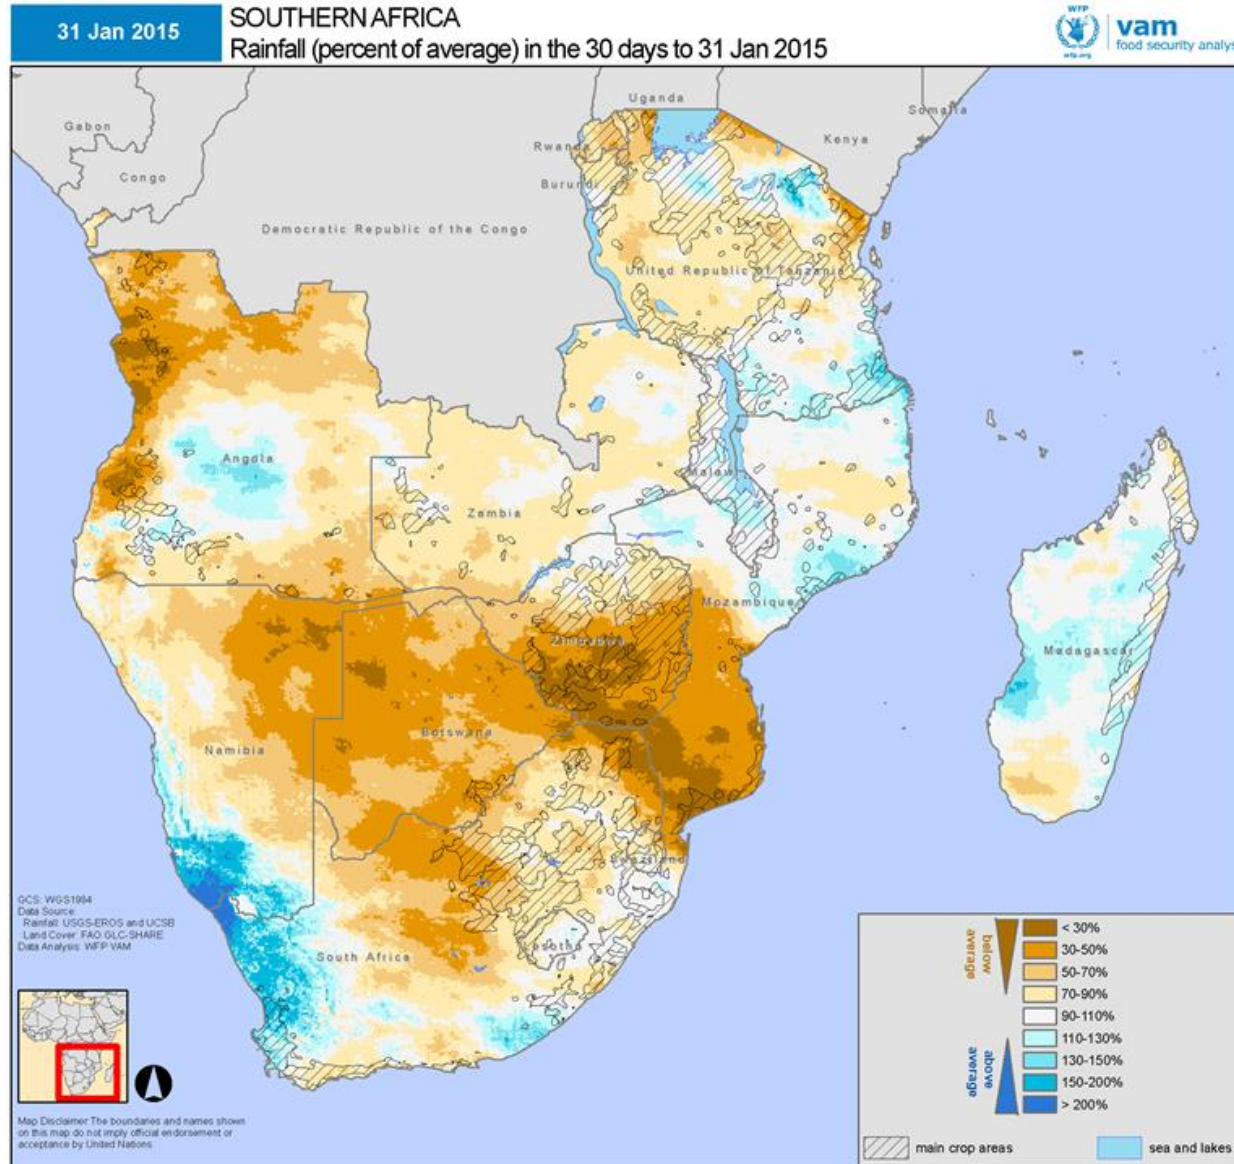 31 Jan 2015
SOUTHERN AFRICA
Rainfall (percent of average) in the 30 days to 31 Jan 2015
WFP
wfp.org
vam
food security analys
Uganda
Somalia
Gabon
Kenya
Rwanda
Congo
Burundi
Democratic Republic of the Congo
United Republic of Tanzania
Angola
Malawi
Zambia
Mozambique
Zimbabwe
Madagascar
Botswana
Namibia
Swaziland
Lesotho
South Africa
GCS: WGS1984
Data Source:
Rainfall: USGS-EROS and UCSB
Land Cover: FAO GLC-SHARE
Data Analysis: WFP VAM
below average
< 30%
30-50%
50-70%
70-90%
90-110%
110-130%
above average
130-150%
150-200%
> 200%
main crop areas
sea and lakes
Map Disclaimer: The boundaries and names shown
on this map do not imply official endorsement or
acceptance by United Nations